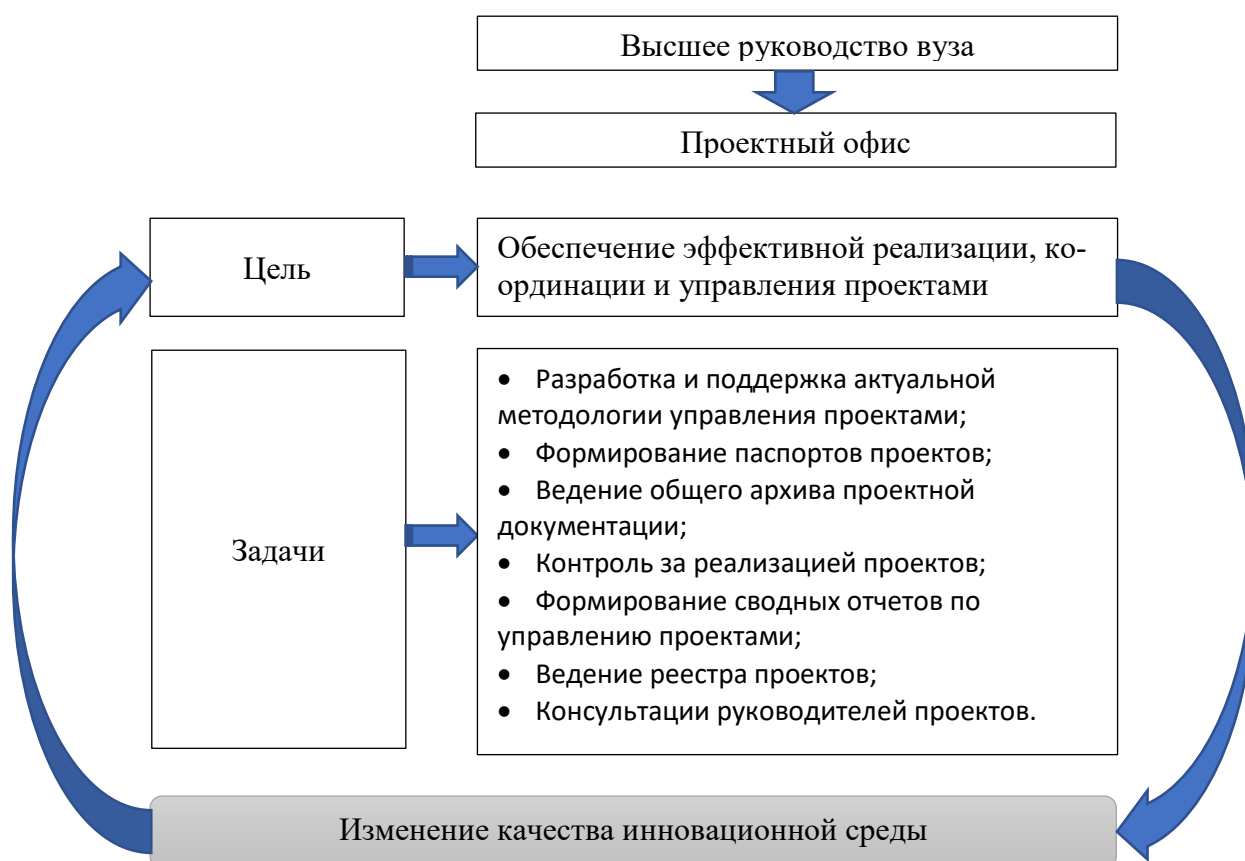 Высшее руководство вуза
Проектный офис
Цель
Обеспечение эффективной реализации, ко-
ординации и управления проектами
Задачи
• Разработка и поддержка актуальной
методологии управления проектами;
• Формирование паспортов проектов;
• Ведение общего архива проектной
документации;
• Контроль за реализацией проектов;
• Формирование сводных отчетов по
управлению проектами;
• Ведение реестра проектов;
• Консультации руководителей проектов.
Изменение качества инновационной среды